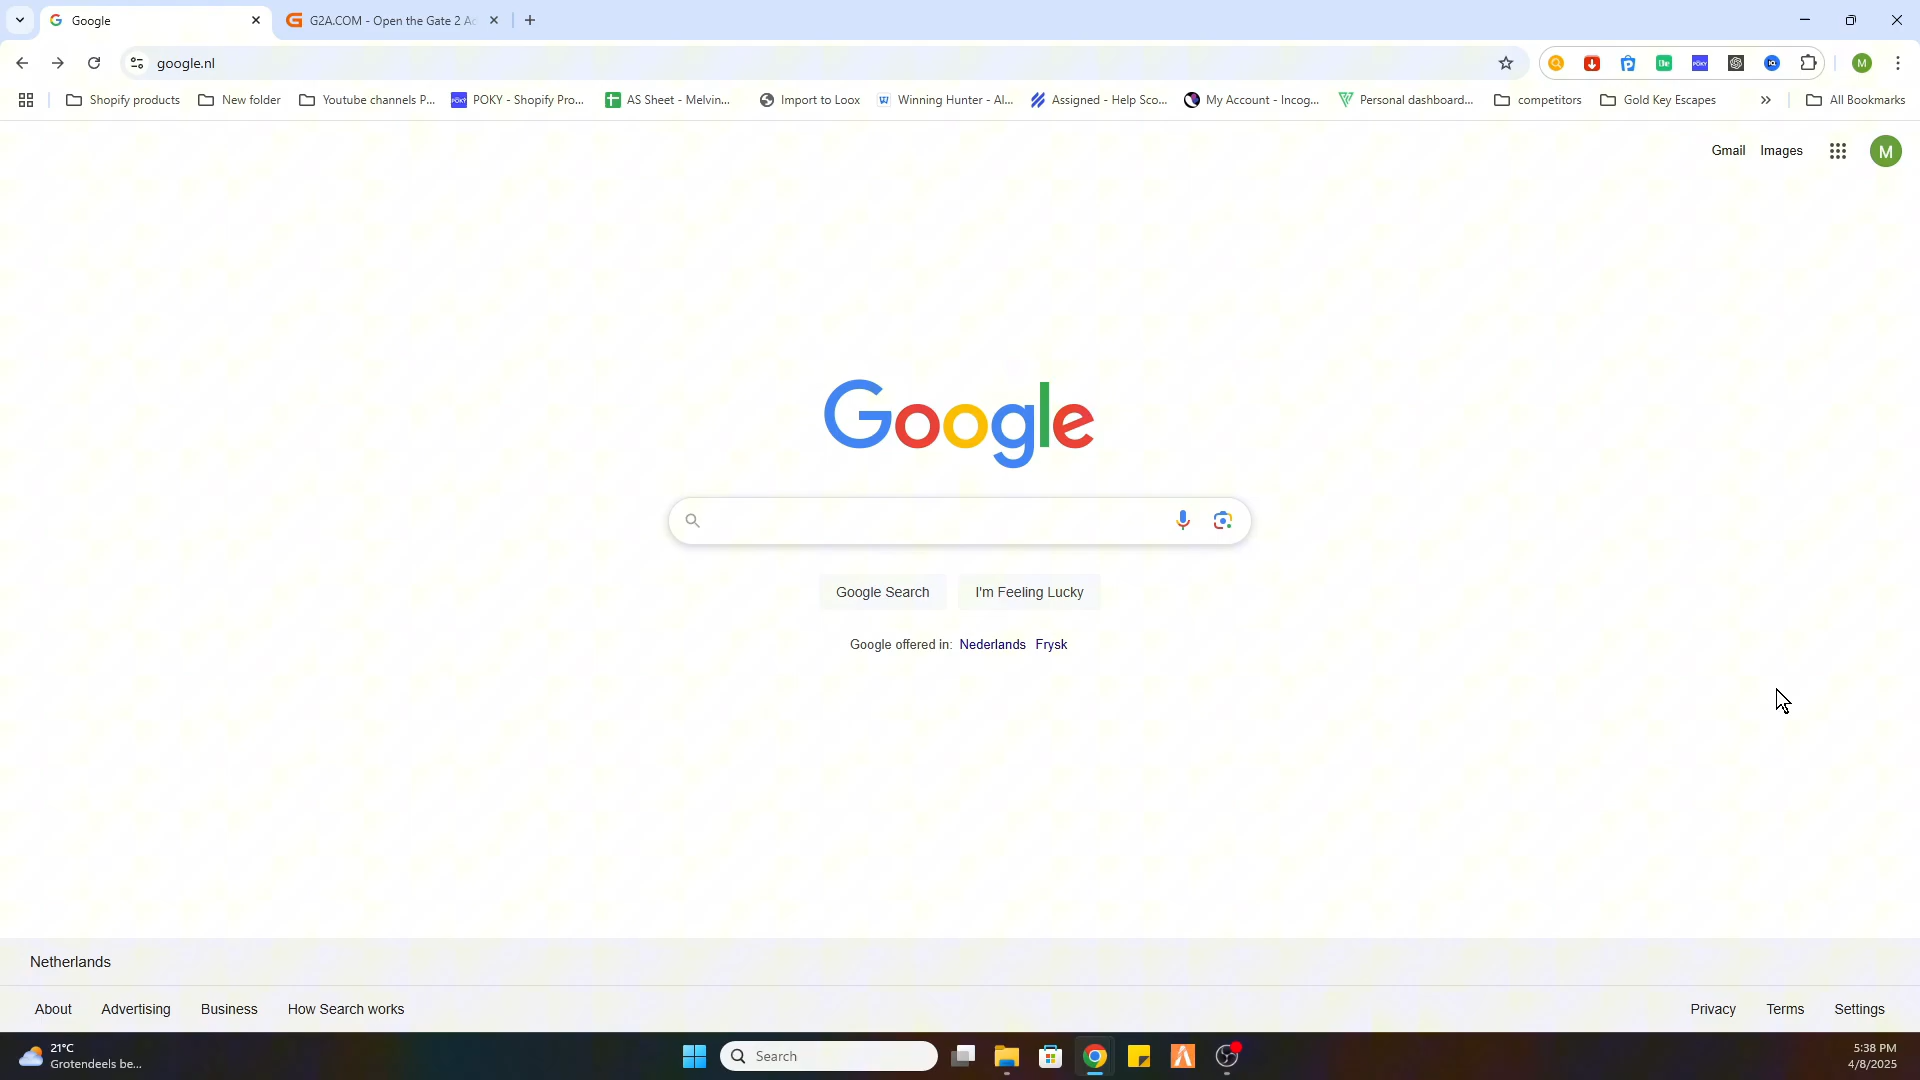 Google
G2A.COM - Open the Gate 2 Ac
google.nl
Shopify products
New folder
Youtube channels P...
POKY - Shopify Pro...
AS Sheet - Melvin...
Import to Loox
Winning Hunter - AI...
Assigned - Help Sco...
My Account - Incog...
Personal dashboard...
competitors
Gold Key Escapes
All Bookmarks
Gmail
Images
M
Google
Google Search
I'm Feeling Lucky
Google offered in: Nederlands Frysk
Netherlands
About
Advertising
Business
How Search works
Privacy
Terms
Settings
21°C
Grotendeels be...
Search
5:38 PM
4/8/2025